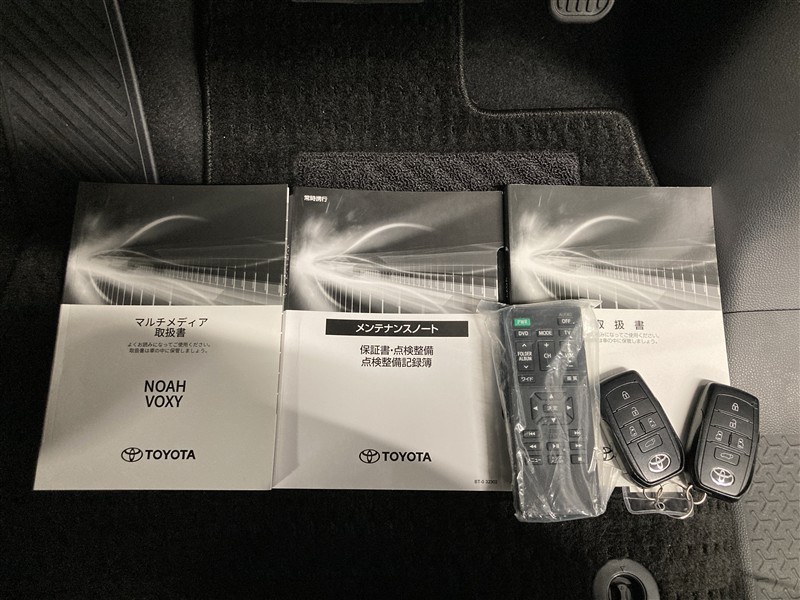 マルチメディア
取扱書
よくお読みになってご使用ください。
取扱書は車の中に保管しましょう。
NOAH
VOXY
TOYOTA
常時携行
メンテナンスノート
保証書・点検整備
点検整備記録簿
TOYOTA
取扱書
OFF
DVD
MODE
TV
FOLDER
ALBUM
CH
ワイド